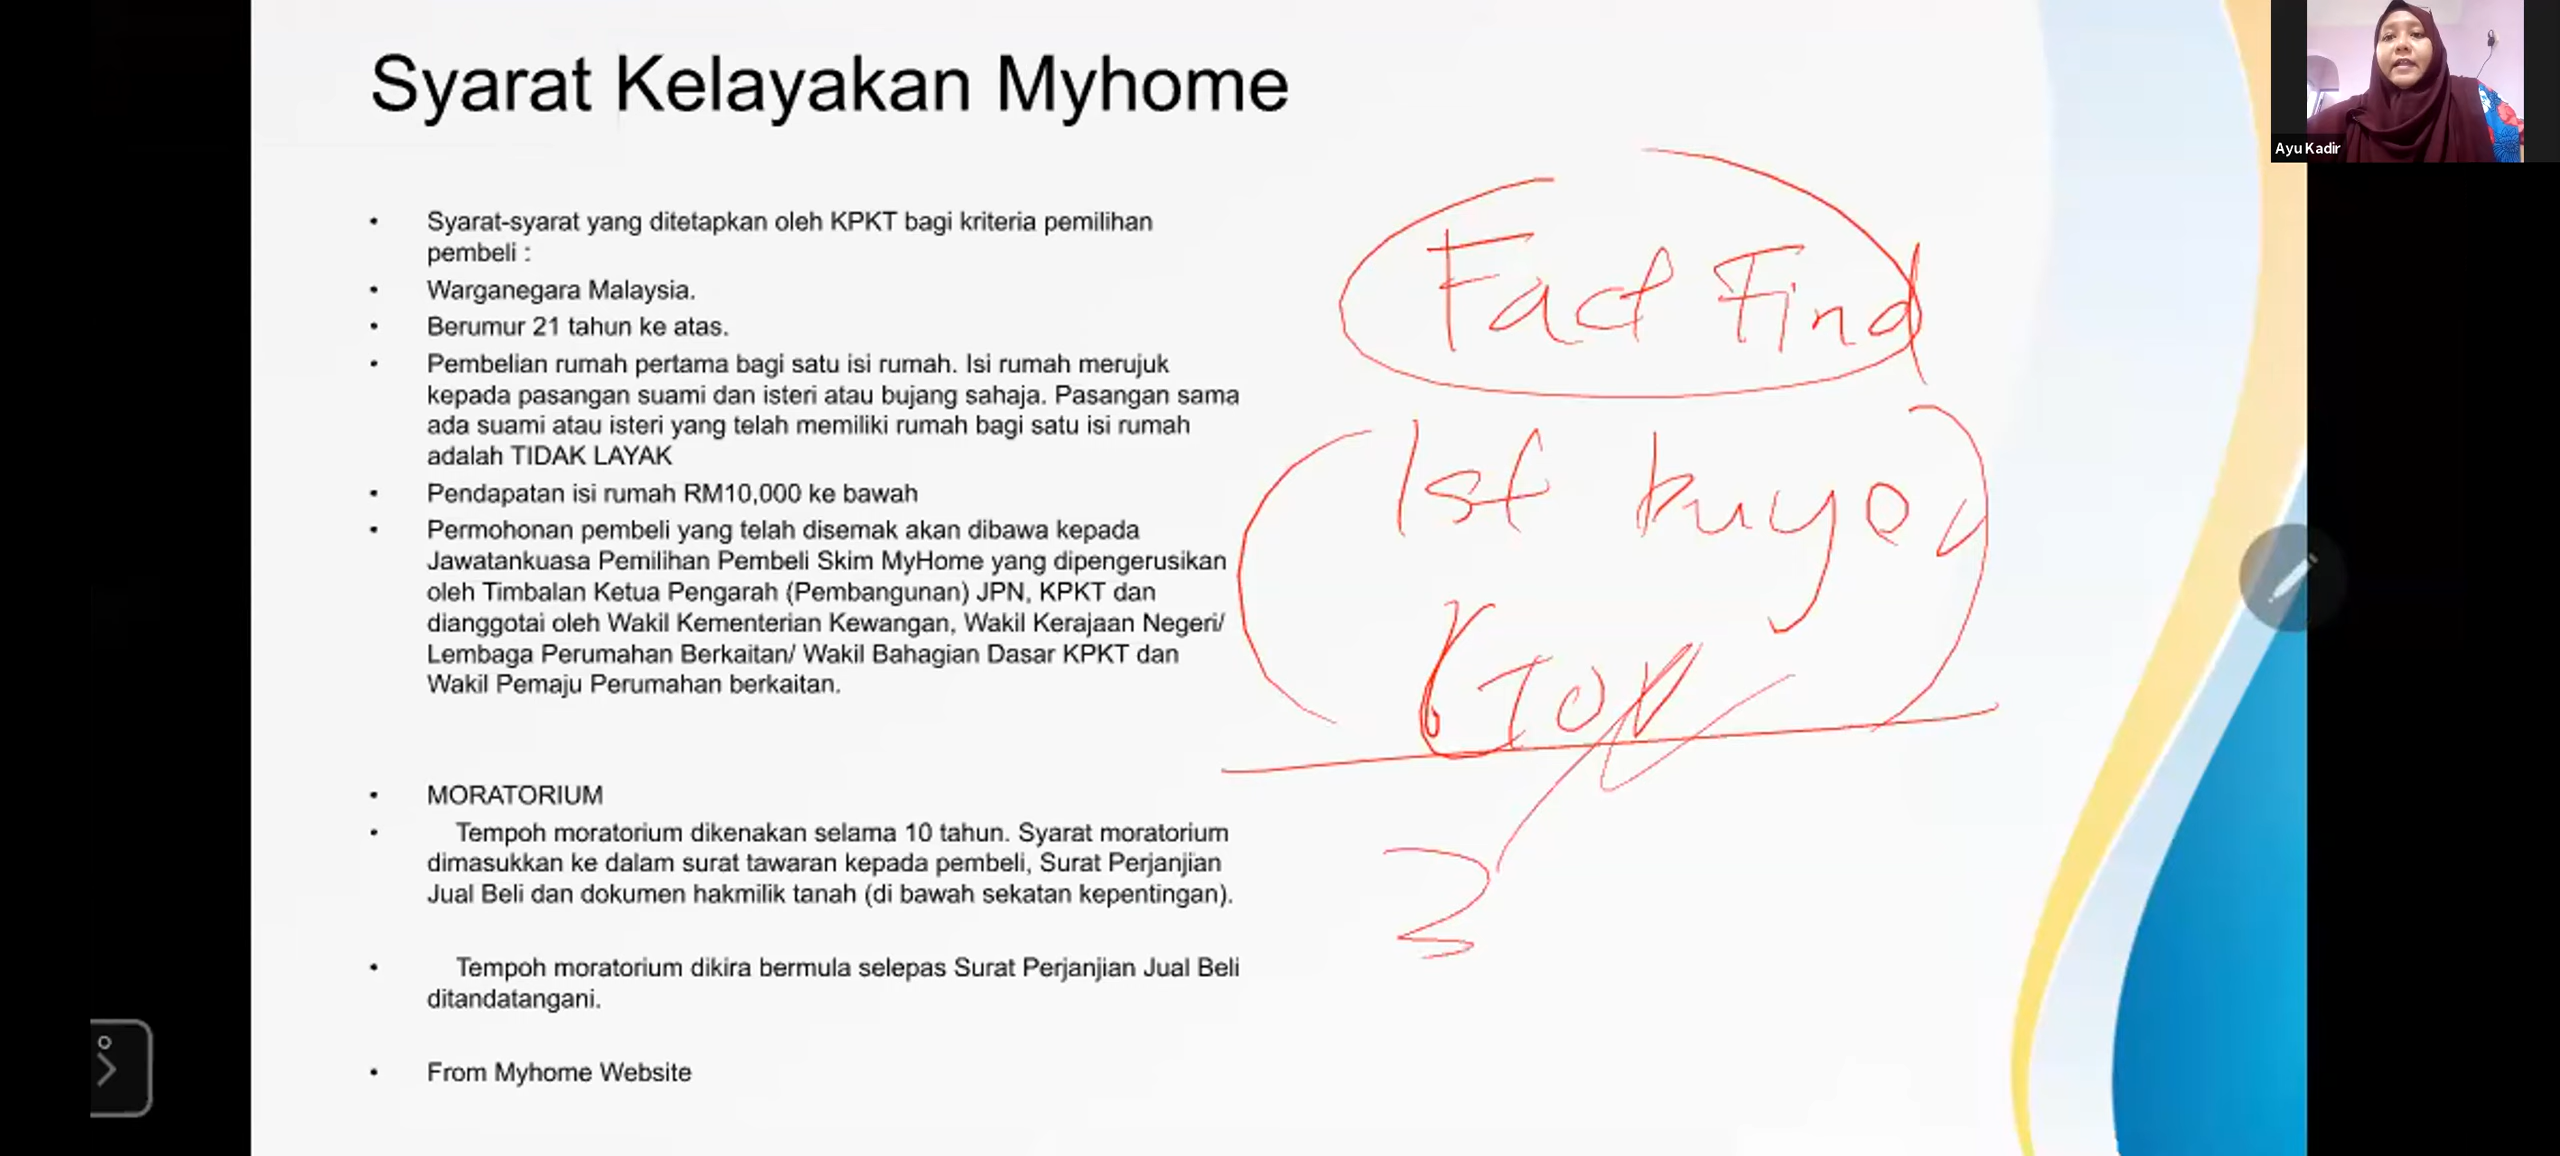 Syarat Kelayakan Myhome
Ayu Kadir
• Syarat-syarat yang ditetapkan oleh KPKT bagi kriteria pemilihan
pembeli :
• Warganegara Malaysia.
• Berumur 21 tahun ke atas.
• Pembelian rumah pertama bagi satu isi rumah. Isi rumah merujuk
kepada pasangan suami dan isteri atau bujang sahaja. Pasangan sama
ada suami atau isteri yang telah memiliki rumah bagi satu isi rumah
adalah TIDAK LAYAK
• Pendapatan isi rumah RM10,000 ke bawah
• Permohonan pembeli yang telah disemak akan dibawa kepada
Jawatankuasa Pemilihan Pembeli Skim MyHome yang dipengerusikan
oleh Timbalan Ketua Pengarah (Pembangunan) JPN, KPKT dan
dianggotai oleh Wakil Kementerian Kewangan, Wakil Kerajaan Negeri/
Lembaga Perumahan Berkaitan/ Wakil Bahagian Dasar KPKT dan
Wakil Pemaju Perumahan berkaitan.
• MORATORIUM
• Tempoh moratorium dikenakan selama 10 tahun. Syarat moratorium
dimasukkan ke dalam surat tawaran kepada pembeli, Surat Perjanjian
Jual Beli dan dokumen hakmilik tanah (di bawah sekatan kepentingan).
• Tempoh moratorium dikira bermula selepas Surat Perjanjian Jual Beli
ditandatangani.
• From Myhome Website
Fact Find
1st buyer